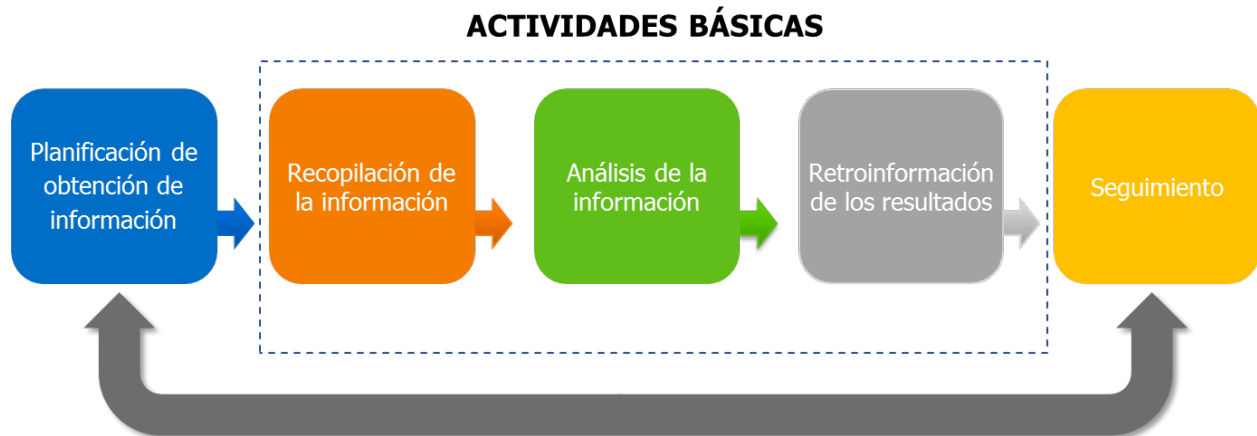 ACTIVIDADES BÁSICAS
Planificación de
obtención de
información
Recopilación de
la información
Análisis de la
información
Retroinformación
de los resultados
Seguimiento